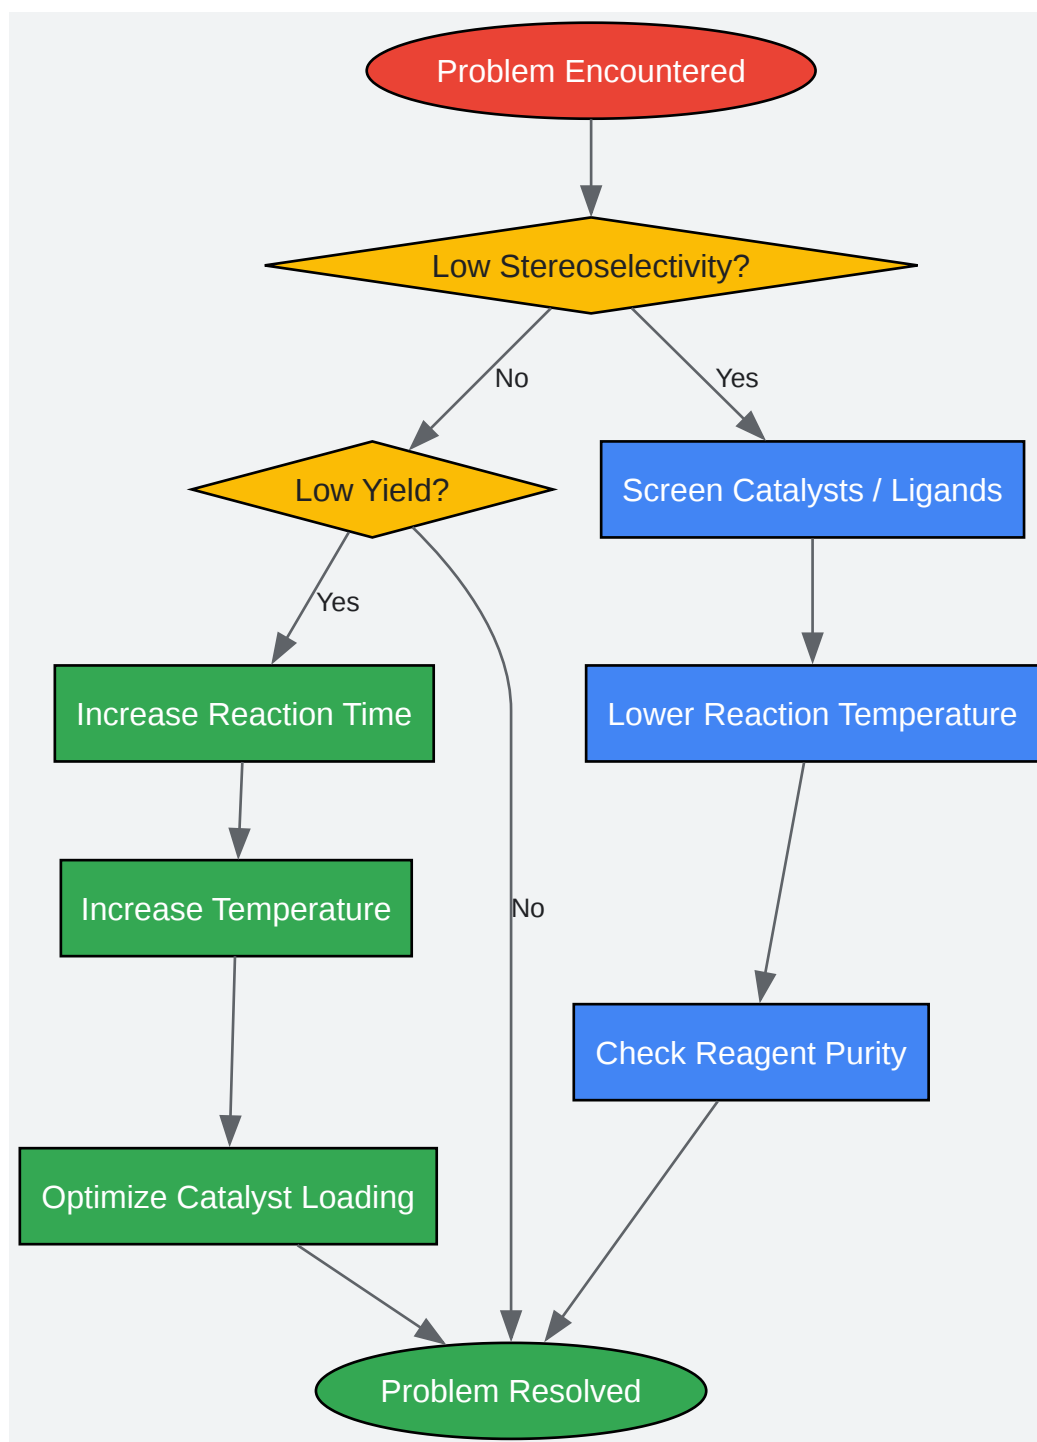 Problem Encountered
Low Stereoselectivity?
No
Yes
Low Yield?
Screen Catalysts / Ligands
Yes
Increase Reaction Time
Lower Reaction Temperature
Increase Temperature
No
Check Reagent Purity
Optimize Catalyst Loading
Problem Resolved